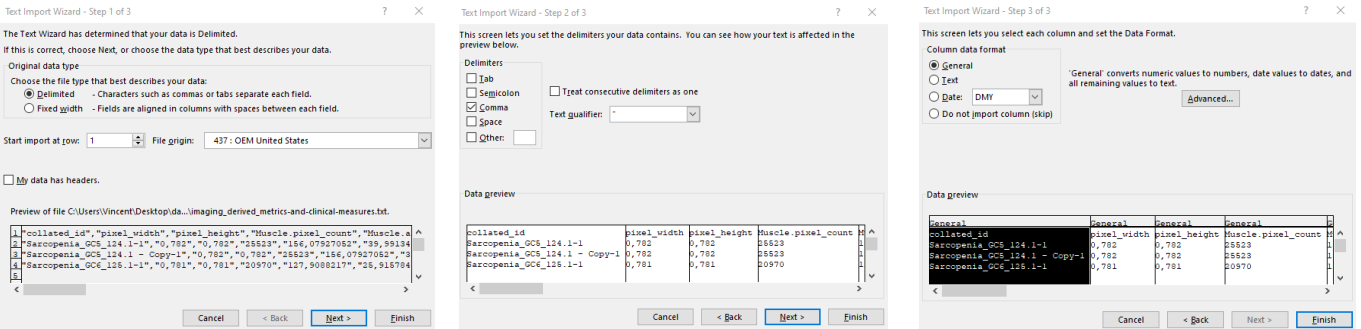 Text Import Wizard - Step 1 of 3
The Text Wizard has determined that your data is Delimited.
If this is correct, choose Next, or choose the data type that best describes your data.
Original data type
Choose the file type that best describes your data:
Delimited - Characters such as commas or tabs separate each field.
Fixed width - Fields are aligned in columns with spaces between each field.
Start import at row: 1 File origin: 437 : OEM United States
My data has headers.
Preview of file C:\Users\Vincent\Desktop\da...\imaging_derived_metrics-and-clinical-measures.txt.
1 "collated_id","pixel_width","pixel_height","Muscle.pixel_count","Muscle.a
2 "Sarcopenia_GC5_124.1-1","0,782","0,782","25523","156,07927052","39,99134
3 "Sarcopenia_GC5_124.1 - Copy-1","0,782","0,782","25523","156,07927052","3
4 "Sarcopenia_GC6_125.1-1","0,781","0,781","20970","127,9088217","25,915784
5
Cancel < Back Next > Finish
Text Import Wizard - Step 2 of 3
This screen lets you set the delimiters your data contains. You can see how your text is affected in the
preview below.
Delimiters
Tab
Semicolon
Comma
Space
Other:
Treat consecutive delimiters as one
Text qualifier: "
Data preview
collated_id pixel_width pixel_height Muscle.pixel_count M
Sarcopenia_GC5_124.1-1 0,782 0,782 25523 1
Sarcopenia_GC5_124.1 - Copy-1 0,782 0,782 25523 1
Sarcopenia_GC6_125.1-1 0,781 0,781 20970 1
Cancel < Back Next > Finish
Text Import Wizard - Step 3 of 3
This screen lets you select each column and set the Data Format.
Column data format
General
Text
Date: DMY
Do not import column (skip)
'General' converts numeric values to numbers, date values to dates, and
all remaining values to text.
Advanced...
Data preview
General General General General G
collated_id pixel_width pixel_height Muscle.pixel_count M
Sarcopenia_GC5_124.1-1 0,782 0,782 25523 1
Sarcopenia_GC5_124.1 - Copy-1 0,782 0,782 25523 1
Sarcopenia_GC6_125.1-1 0,781 0,781 20970 1
Cancel < Back Next > Finish